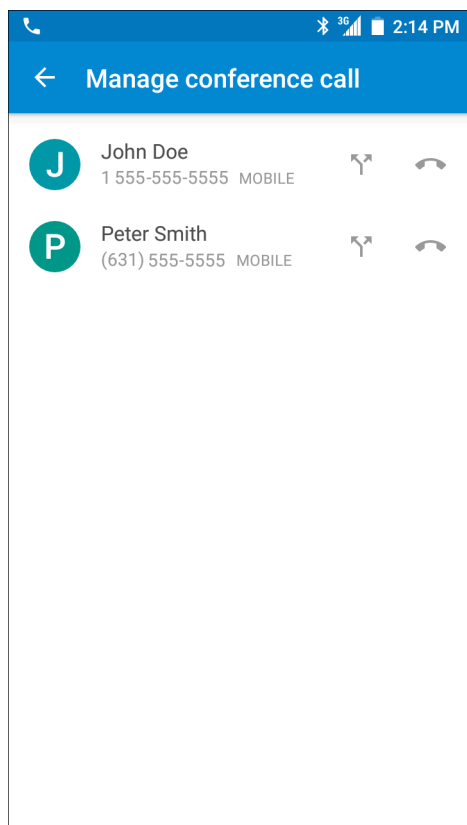 3G 2:14 PM
Manage conference call
J
John Doe
1 555-555-5555 MOBILE
P
Peter Smith
(631) 555-5555 MOBILE